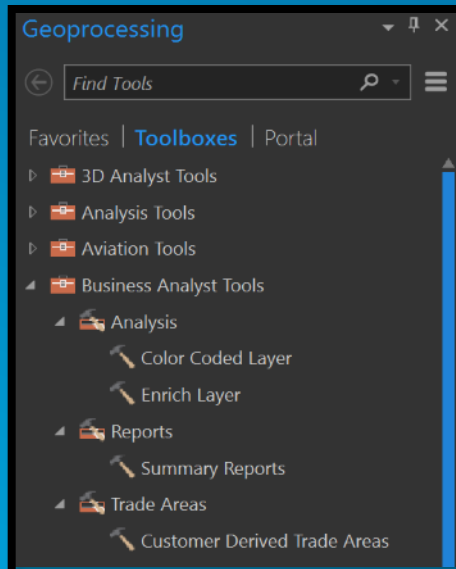 Geoprocessing
Find Tools
Favorites | Toolboxes | Portal
3D Analyst Tools
Analysis Tools
Aviation Tools
Business Analyst Tools
Analysis
Color Coded Layer
Enrich Layer
Reports
Summary Reports
Trade Areas
Customer Derived Trade Areas